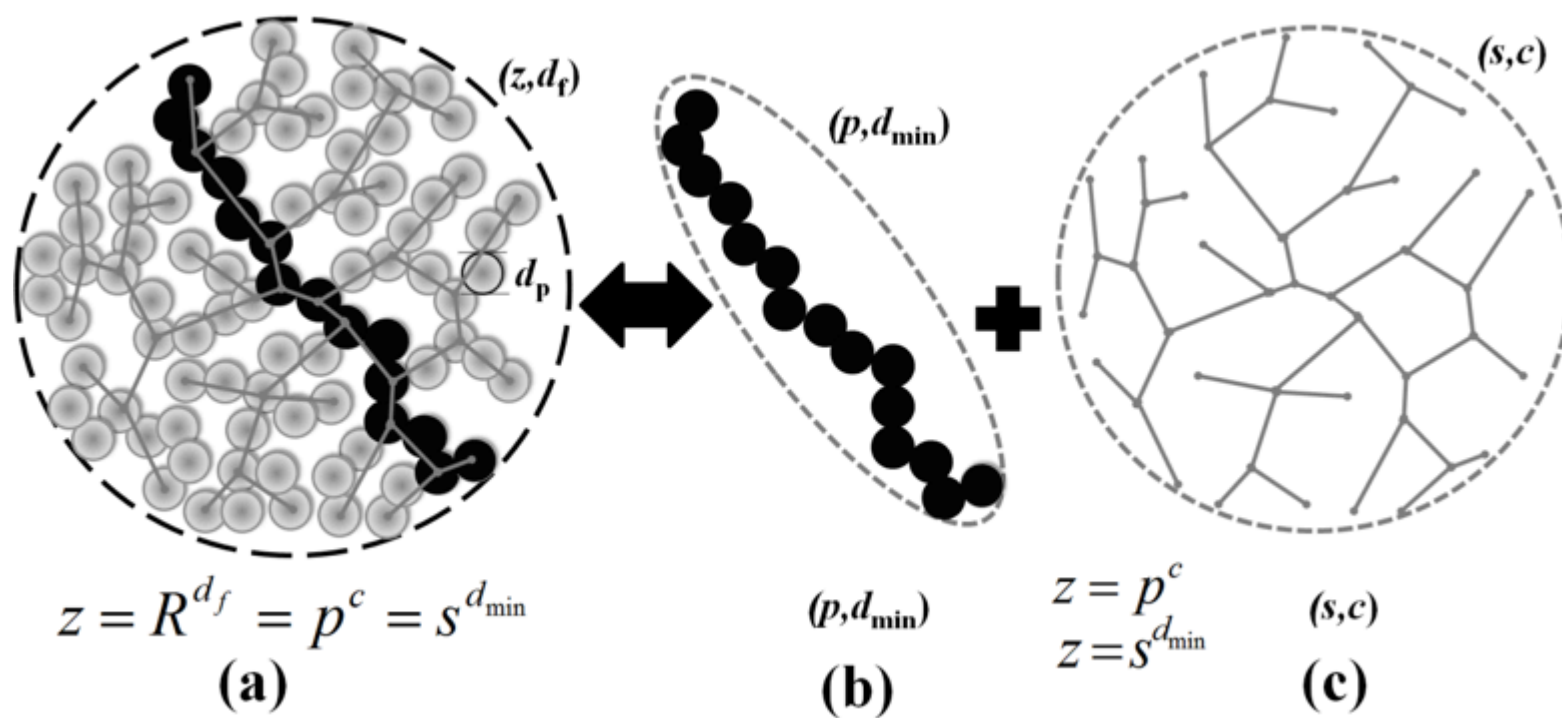 (z,d_f)
(p,d_min)
(s,c)
d_p
z = R^{d_f} = p^c = s^{d_min}
(p,d_min)
z = p^c
z = s^{d_min}
(s,c)
(a)
(b)
(c)